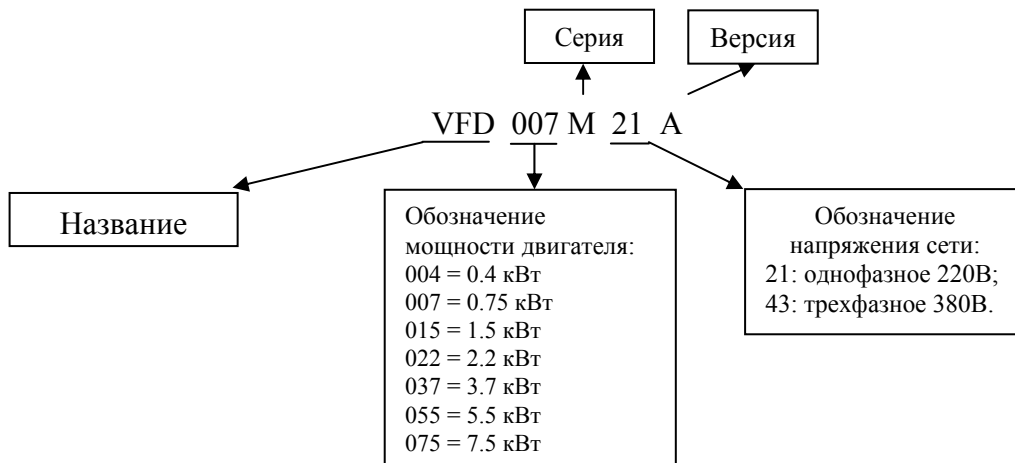 Серия
Версия
VFD 007 M 21 A
Название
Обозначение
мощности двигателя:
004 = 0.4 кВт
007 = 0.75 кВт
015 = 1.5 кВт
022 = 2.2 кВт
037 = 3.7 кВт
055 = 5.5 кВт
075 = 7.5 кВт
Обозначение
напряжения сети:
21: однофазное 220В;
43: трехфазное 380В.